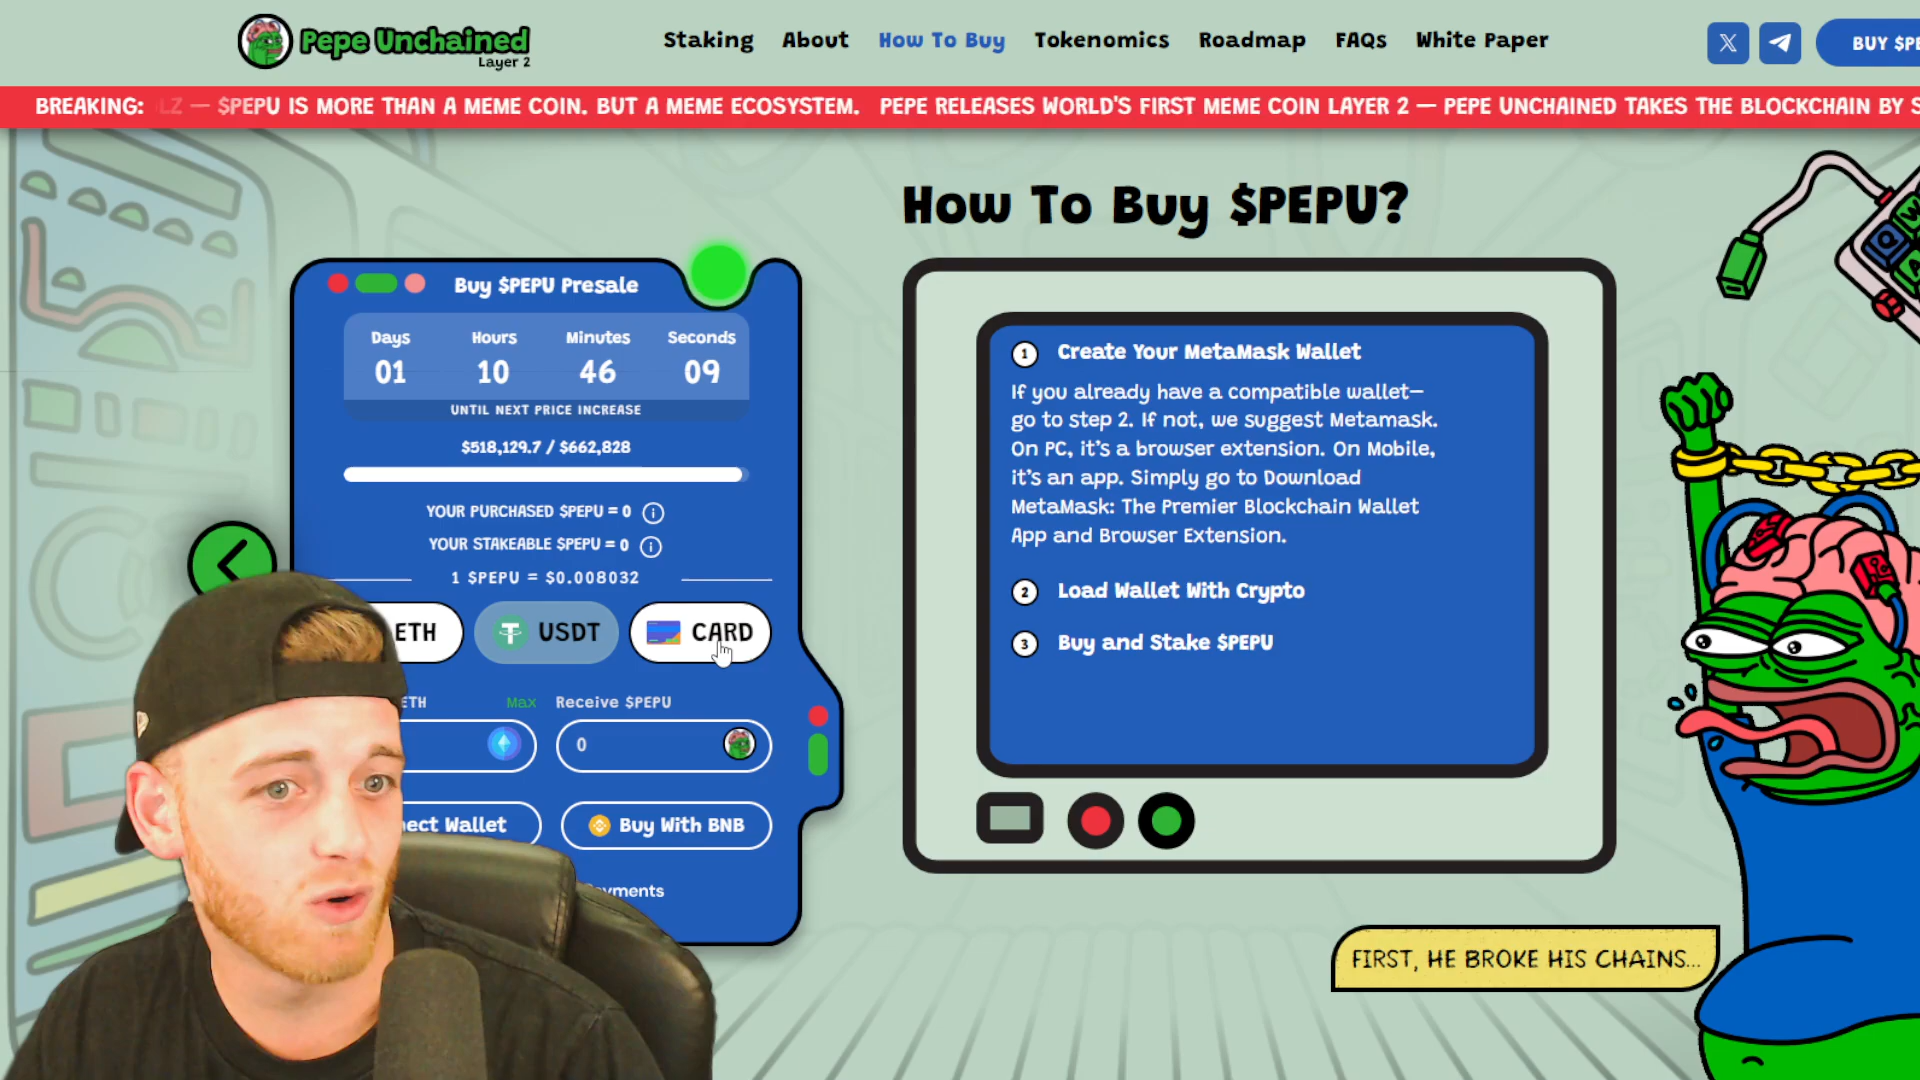 Pepe Unchained
Layer 2
Staking About How To Buy Tokenomics Roadmap FAQs White Paper
BUY $PE
BREAKING: LZ — $PEPU IS MORE THAN A MEME COIN. BUT A MEME ECOSYSTEM. PEPE RELEASES WORLD'S FIRST MEME COIN LAYER 2 — PEPE UNCHAINED TAKES THE BLOCKCHAIN BY S
How To Buy $PEPU?
Buy $PEPU Presale
Days Hours Minutes Seconds
01 10 46 09
UNTIL NEXT PRICE INCREASE
$518,129.7 / $662,828
YOUR PURCHASED $PEPU = 0
YOUR STAKEABLE $PEPU = 0
1 $PEPU = $0.008032
ETH USDT CARD
ETH Max Receive $PEPU
0
nect Wallet Buy With BNB
ayments
1 Create Your MetaMask Wallet
If you already have a compatible wallet—
go to step 2. If not, we suggest Metamask.
On PC, it's a browser extension. On Mobile,
it's an app. Simply go to Download
MetaMask: The Premier Blockchain Wallet
App and Browser Extension.
2 Load Wallet With Crypto
3 Buy and Stake $PEPU
FIRST, HE BROKE HIS CHAINS...